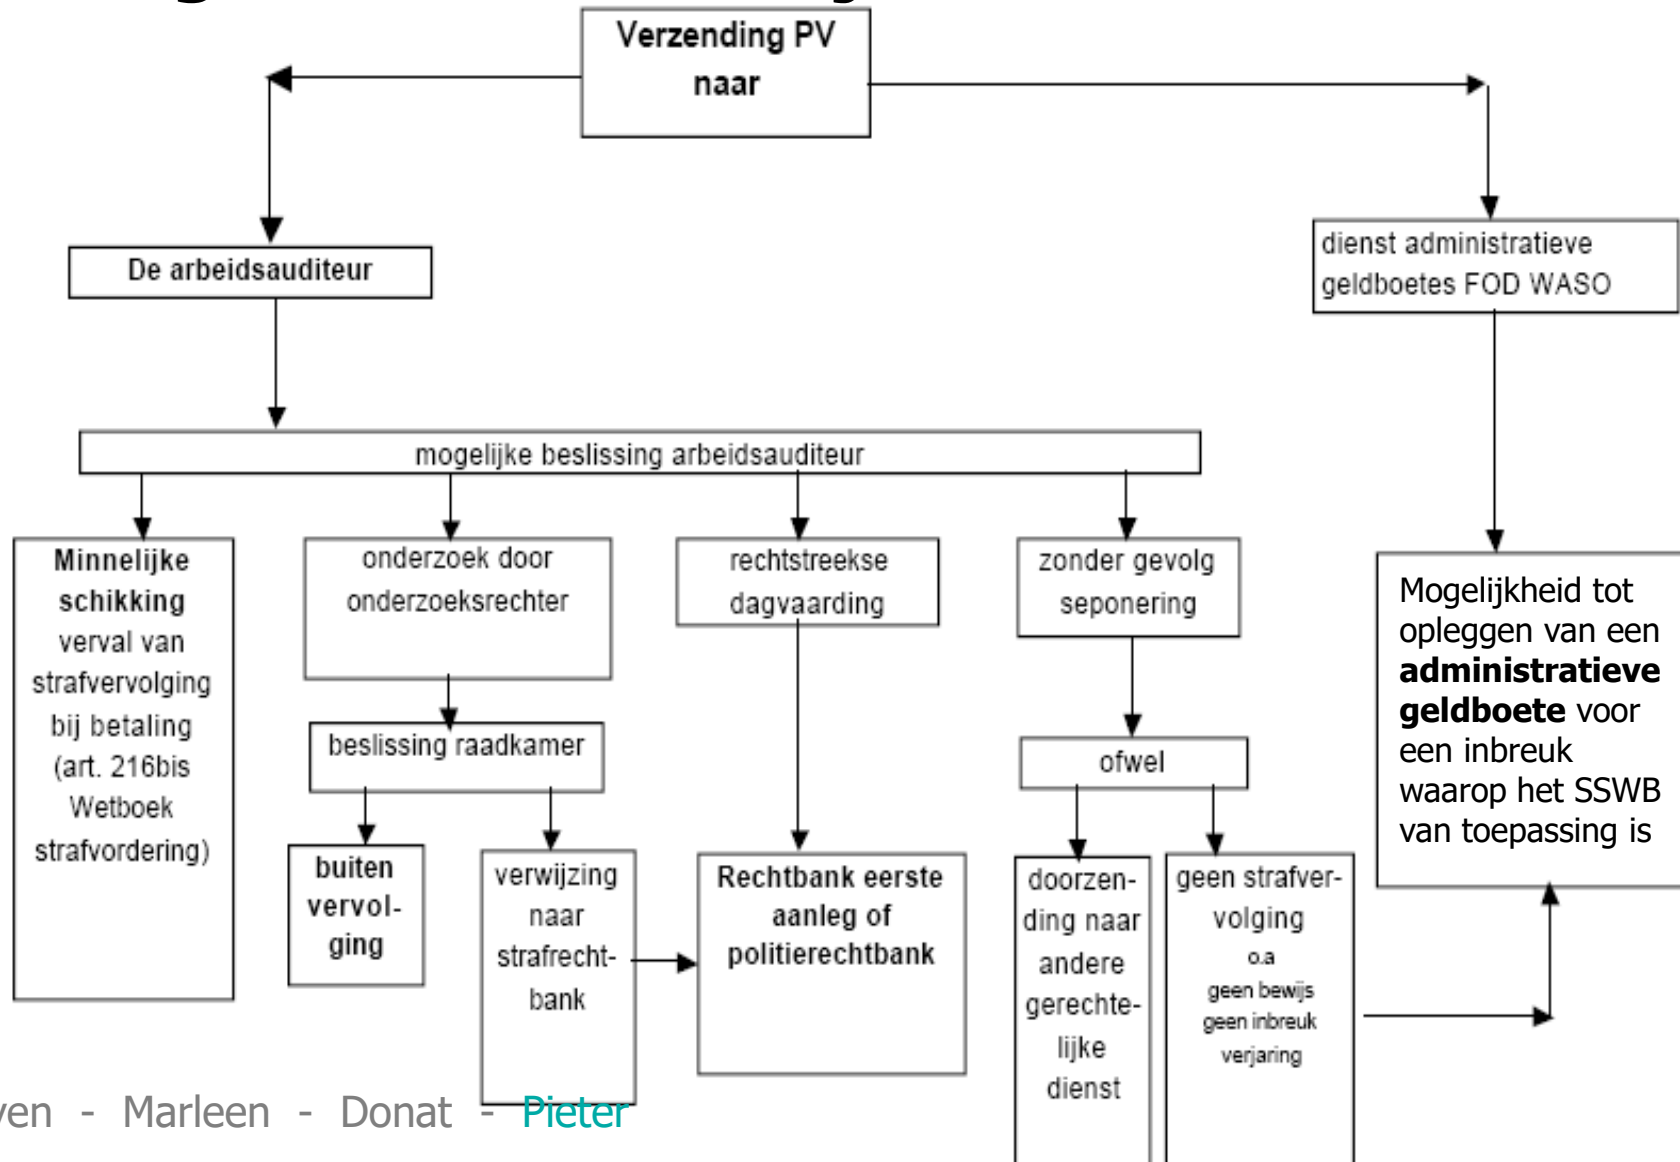 Verzending PV
naar
De arbeidsauditeur
dienst administratieve
geldboetes FOD WASO
mogelijke beslissing arbeidsauditeur
Minnelijke
schikking
verval van
strafvervolging
bij betaling
(art. 216bis
Wetboek
strafvordering)
onderzoek door
onderzoeksrechter
beslissing raadkamer
buiten
vervol-
ging
verwijzing
naar
strafrecht-
bank
rechtstreekse
dagvaarding
Rechtbank eerste
aanleg of
politierechtbank
zonder gevolg
seponering
ofwel
doorzen-
ding naar
andere
gerechte-
lijke
dienst
geen strafver-
volging
o.a
geen bewijs
geen inbreuk
verjaring
Mogelijkheid tot
opleggen van een
administratieve
geldboete voor
een inbreuk
waarop het SSWB
van toepassing is
ven - Marleen - Donat - Pieter